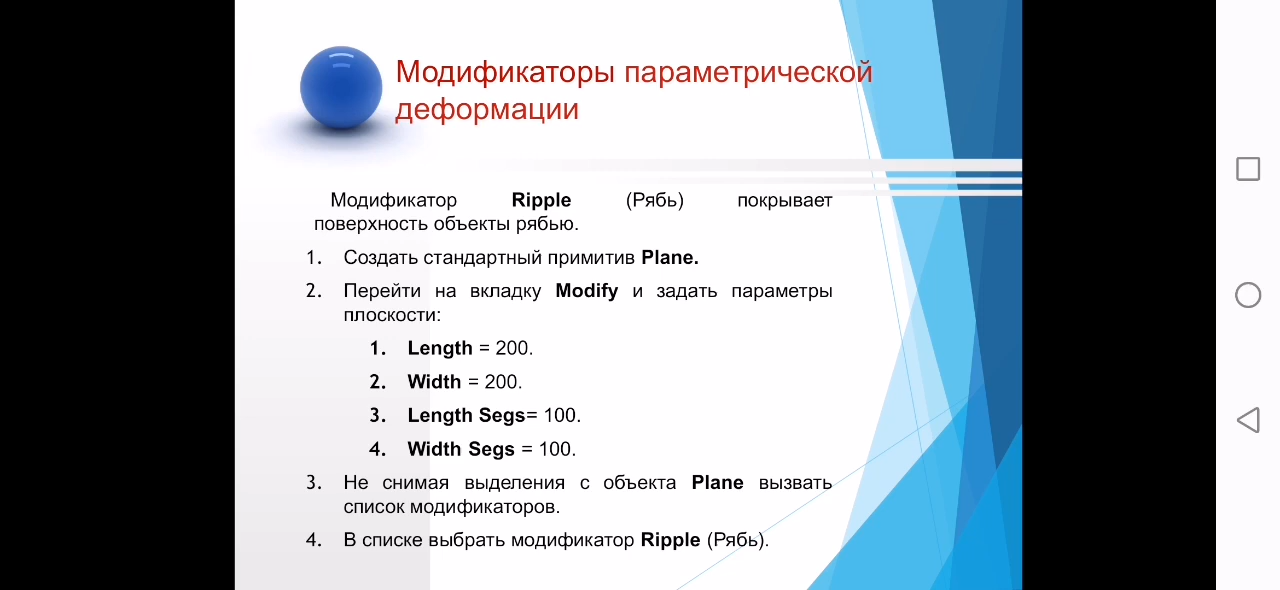 Модификаторы параметрической
деформации
Модификатор Ripple (Рябь) покрывает
поверхность объекты рябью.
1. Создать стандартный примитив Plane.
2. Перейти на вкладку Modify и задать параметры
плоскости:
1. Length = 200.
2. Width = 200.
3. Length Segs= 100.
4. Width Segs = 100.
3. Не снимая выделения с объекта Plane вызвать
список модификаторов.
4. В списке выбрать модификатор Ripple (Рябь).